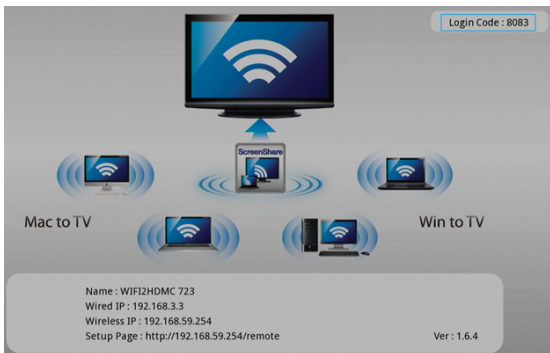 Login Code : 8083
ScreenShare
Mac to TV
Win to TV
Name : WIFI2HDMC 723
Wired IP : 192.168.3.3
Wireless IP : 192.168.59.254
Setup Page : http://192.168.59.254/remote
Ver : 1.6.4